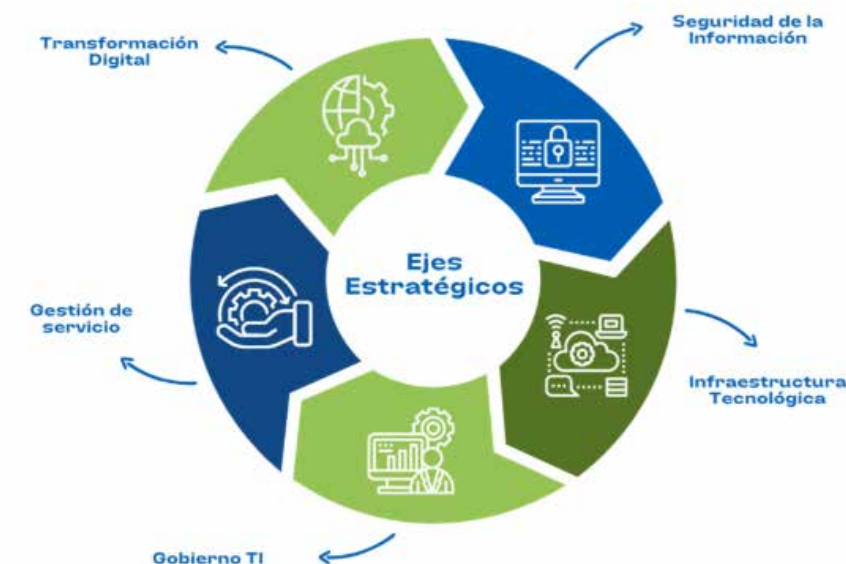 Transformación
Digital
Seguridad de la
Información
Ejes
Estratégicos
Gestión de
servicio
Infraestructura
Tecnológica
Gobierno TI